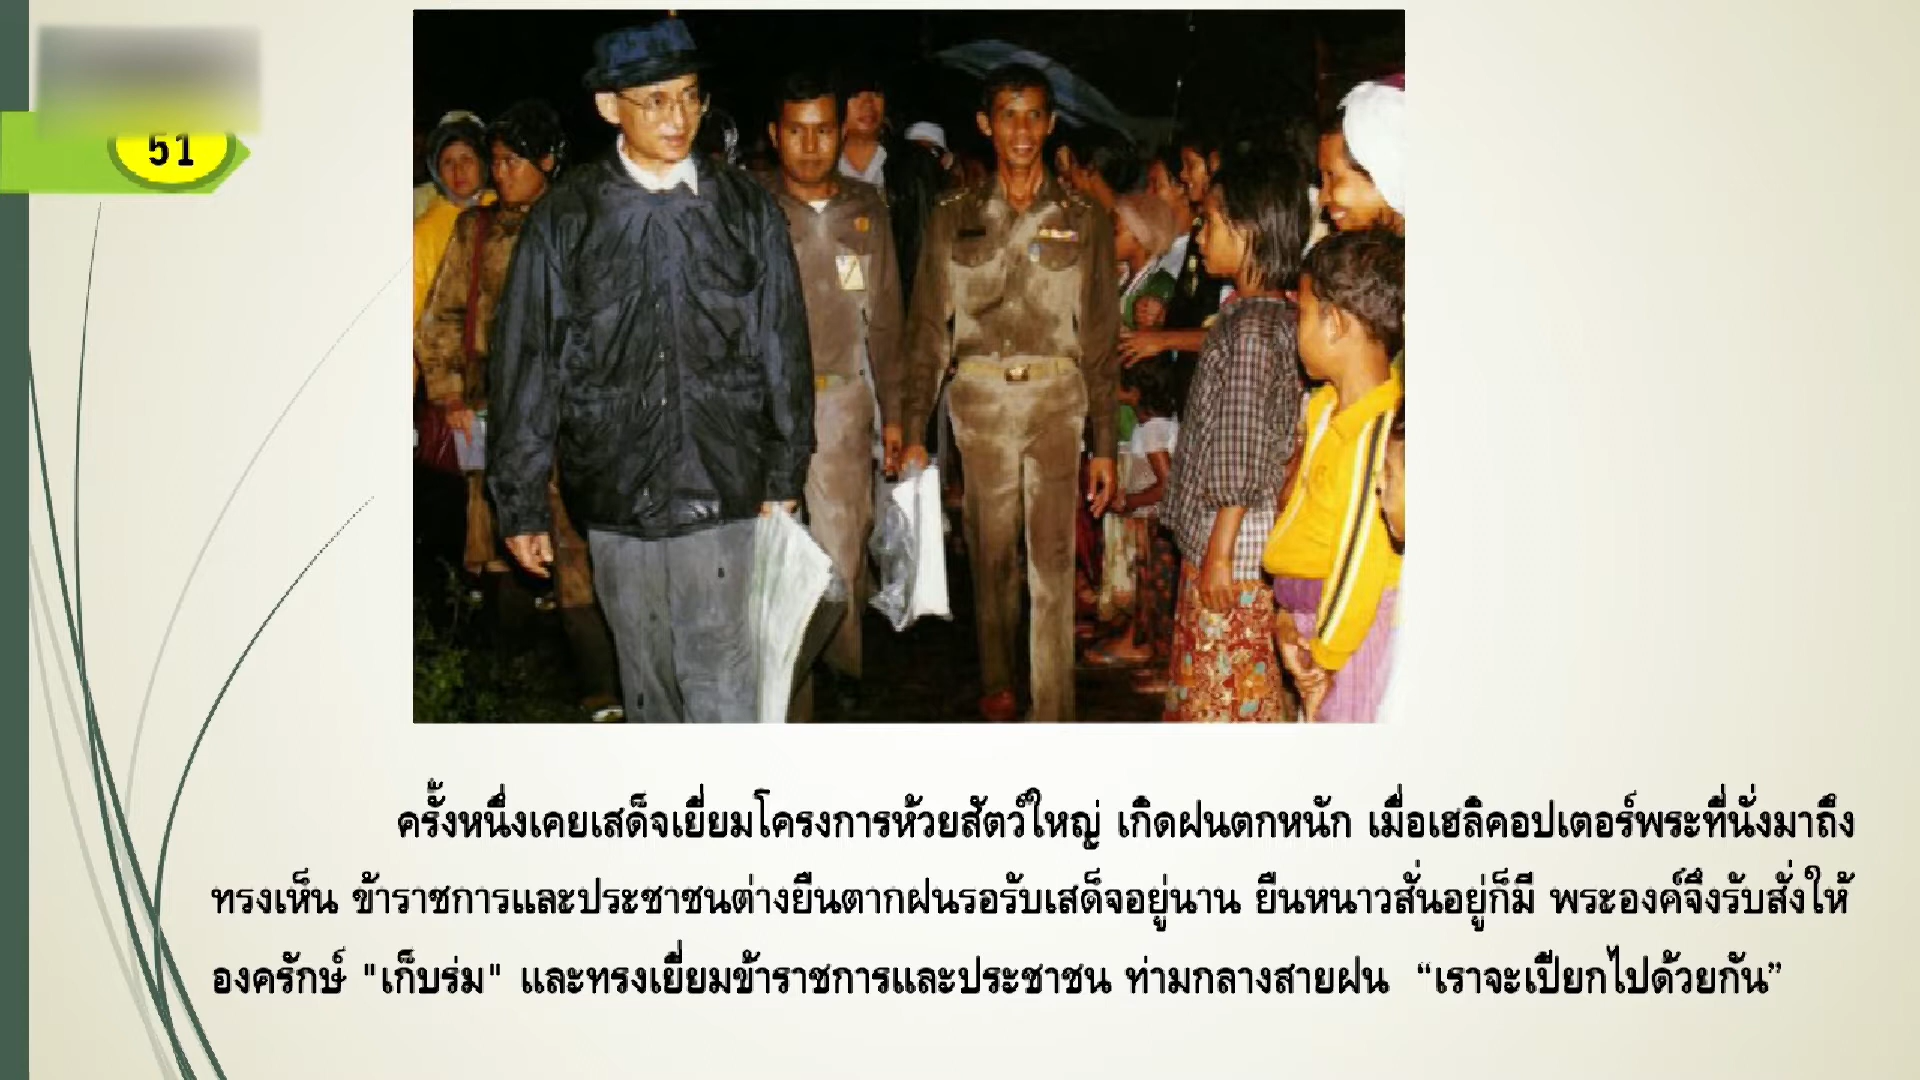 51
ครั้งหนึ่งเคยเสด็จเยี่ยมโครงการห้วยสัตว์ใหญ่ เกิดฝนตกหนัก เมื่อเฮลิคอปเตอร์พระที่นั่งมาถึง
ทรงเห็น ข้าราชการและประชาชนต่างยืนตากฝนรอรับเสด็จอยู่นาน ยืนหนาวสั่นอยู่ก็มี พระองค์จึงรับสั่งให้
องครักษ์ "เก็บร่ม" และทรงเยี่ยมข้าราชการและประชาชน ท่ามกลางสายฝน “เราจะเปียกไปด้วยกัน”